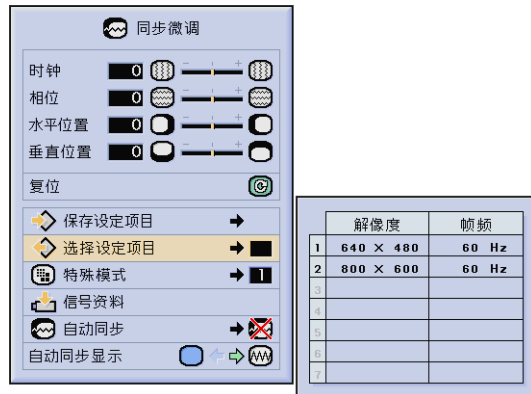 同步微调
时钟 0 - +
相位 0 - +
水平位置 0 - +
垂直位置 0 - +
复位
保存设定项目
选择设定项目
特殊模式 1
信号资料
自动同步
自动同步显示
解像度 帧频
1 640 × 480 60 Hz
2 800 × 600 60 Hz
3
4
5
6
7